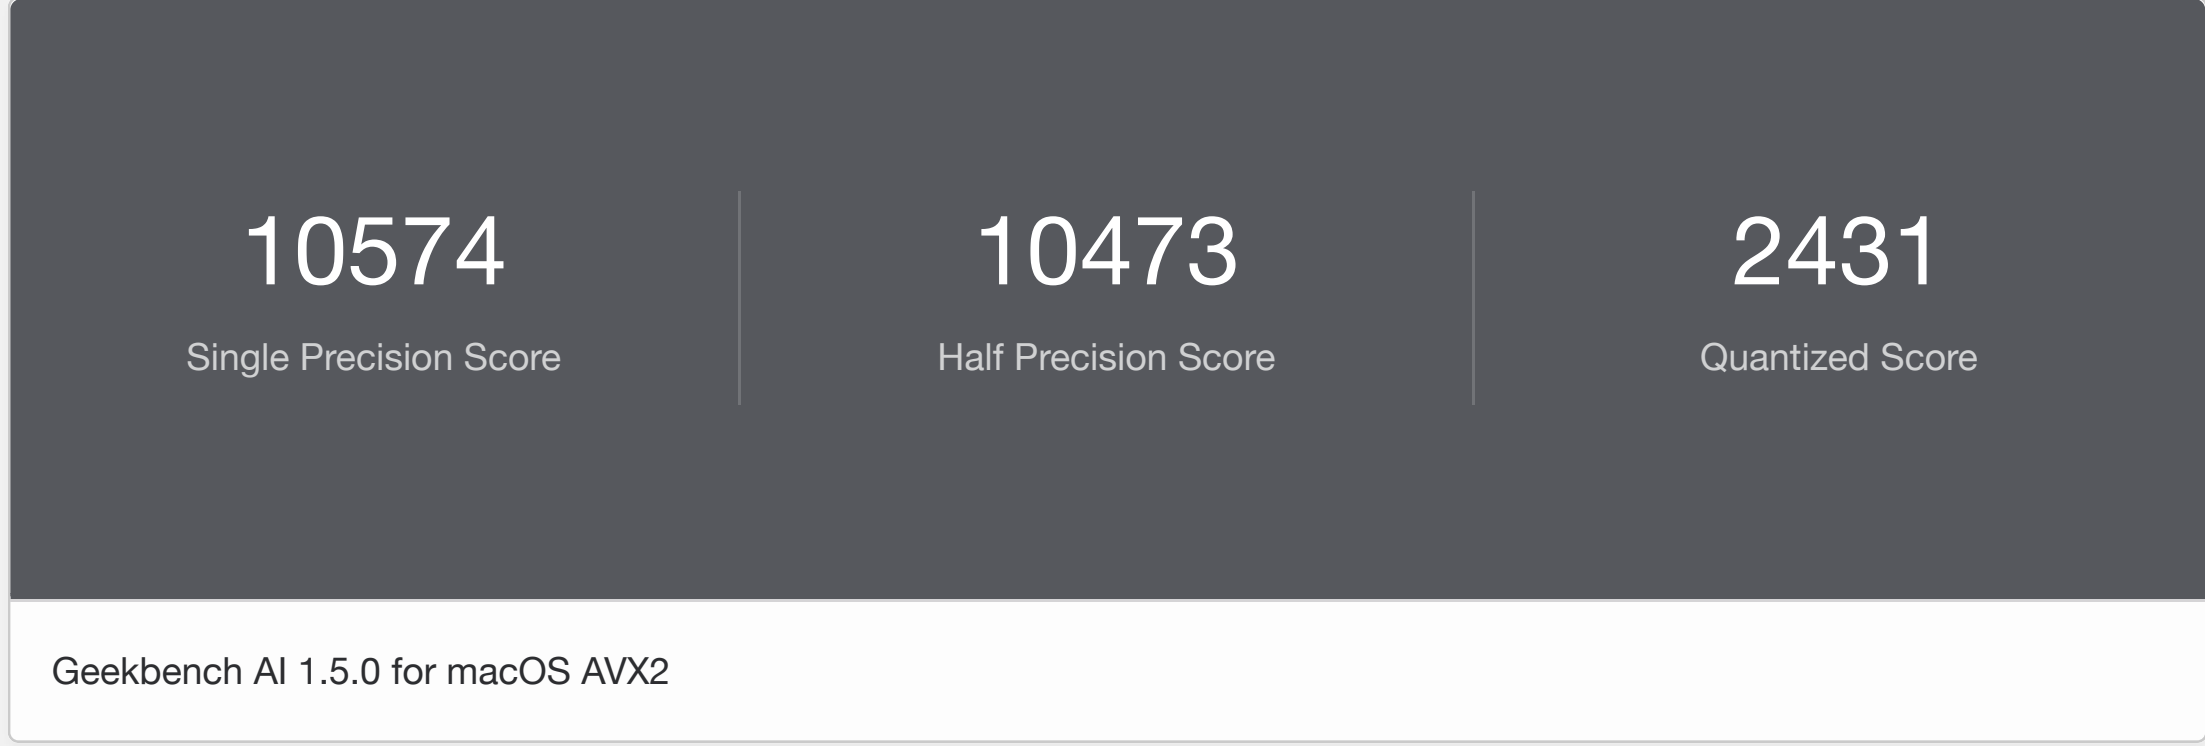 10574 10473 2431
Single Precision Score Half Precision Score Quantized Score
Geekbench AI 1.5.0 for macOS AVX2